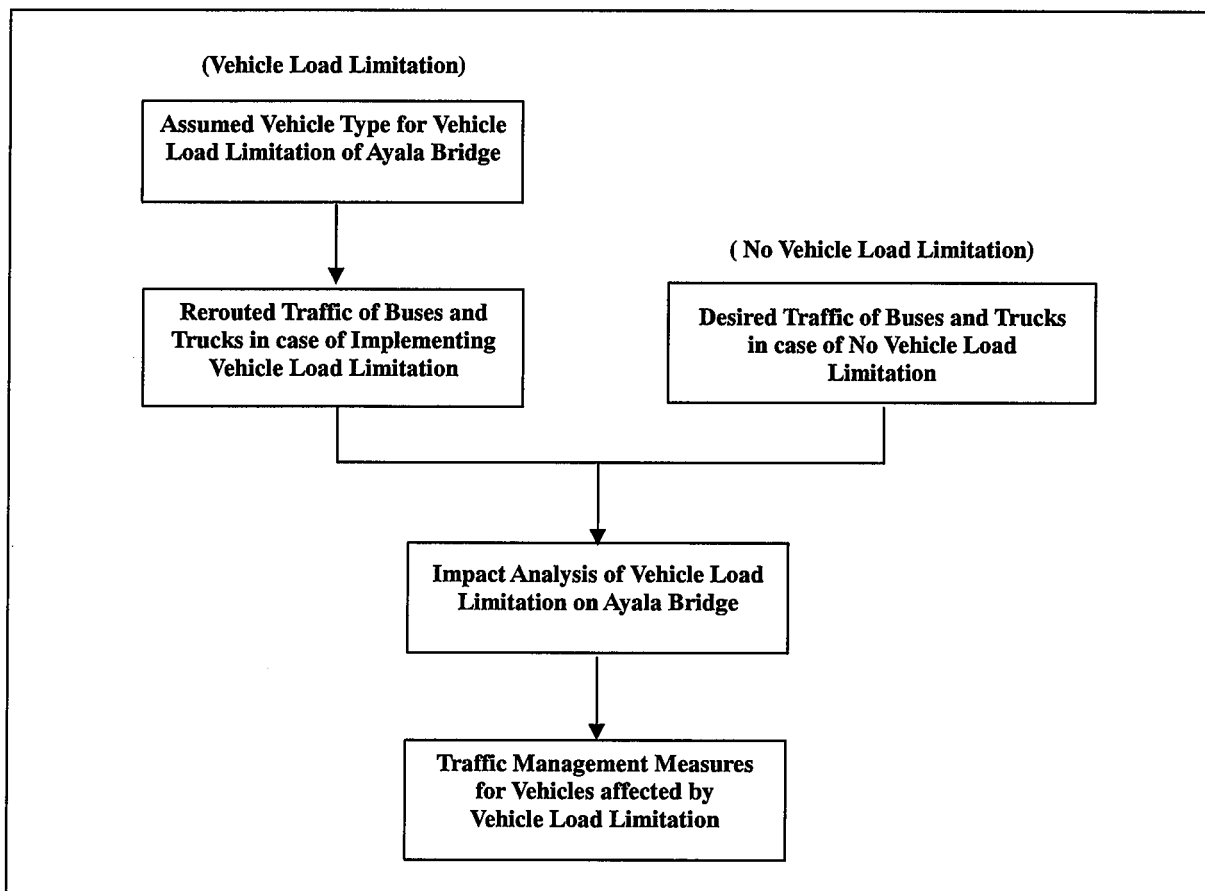 (Vehicle Load Limitation)
Assumed Vehicle Type for Vehicle
Load Limitation of Ayala Bridge
( No Vehicle Load Limitation)
Rerouted Traffic of Buses and
Trucks in case of Implementing
Vehicle Load Limitation
Desired Traffic of Buses and Trucks
in case of No Vehicle Load
Limitation
Impact Analysis of Vehicle Load
Limitation on Ayala Bridge
Traffic Management Measures
for Vehicles affected by
Vehicle Load Limitation